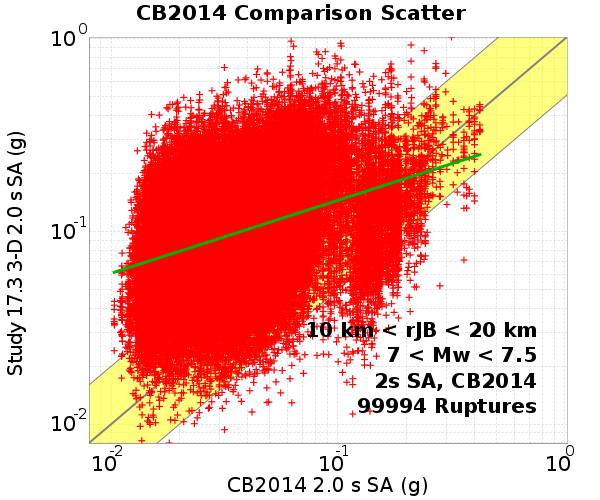 CB2014 Comparison Scatter
10^0
10^-1
10^-2
Study 17.3 3-D 2.0 s SA (g)
10 km < rJB < 20 km
7 < Mw < 7.5
2s SA, CB2014
99994 Ruptures
10^-2 10^-1 10^0
CB2014 2.0 s SA (g)